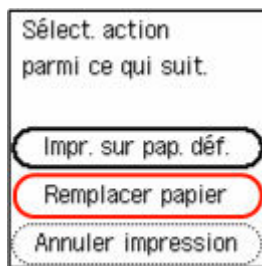 Sélect. action
parmi ce qui suit.
Impr. sur pap. déf.
Remplacer papier
Annuler impression